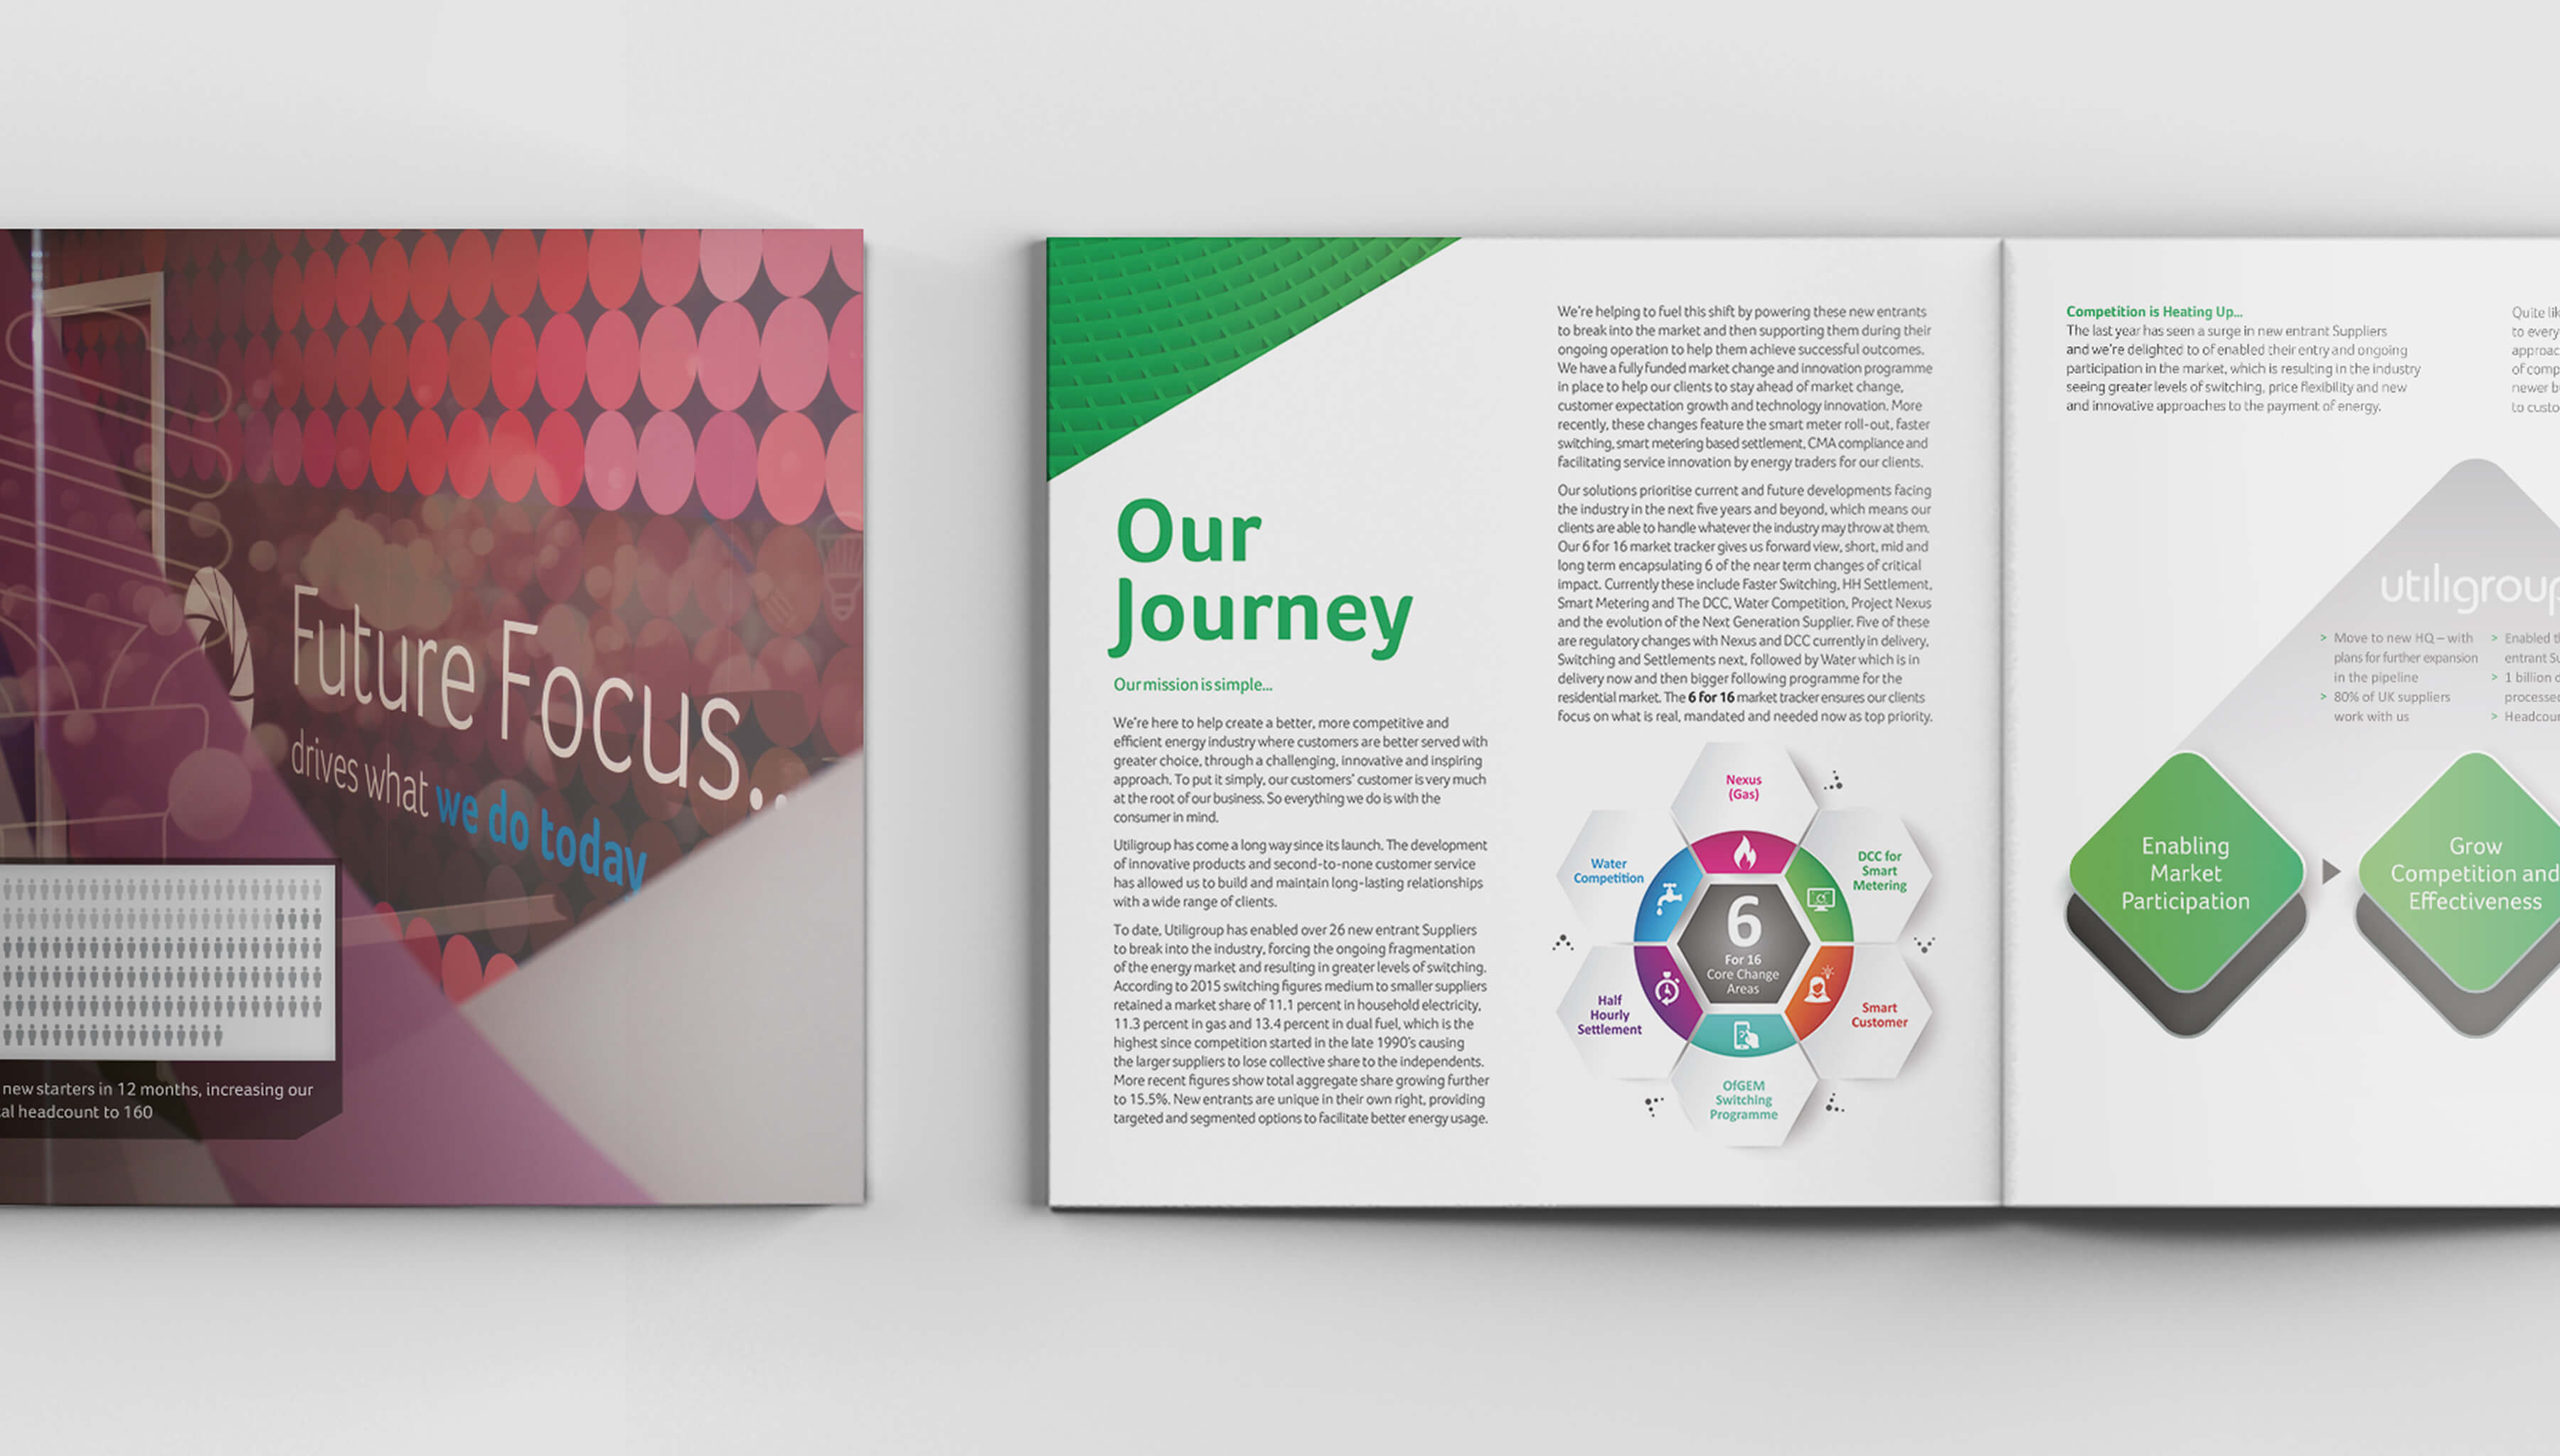 Future Focus..
drives what we do today
new starters in 12 months, increasing our
headcount to 160
Our
Journey
Our mission is simple...
We're here to help create a better, more competitive and
efficient energy industry where customers are better served with
greater choice, through a challenging, innovative and inspiring
approach. To put it simply, our customers' customer is very much
at the root of our business. So everything we do is with the
consumer in mind.
Utiligroup has come a long way since its launch. The development
of innovative products and second-to-none customer service
has allowed us to build and maintain long-lasting relationships
with a wide range of clients.
To date, Utiligroup has enabled over 26 new entrant Suppliers
to break into the industry, forcing the ongoing fragmentation
of the energy market and resulting in greater levels of switching.
According to 2015 switching figures medium to smaller suppliers
retained a market share of 11.1 percent in household electricity,
11.3 percent in gas and 13.4 percent in dual fuel, which is the
highest since competition started in the late 1990's causing
the larger suppliers to lose collective share to the independents.
More recent figures show total aggregate share growing further
to 15.5%. New entrants are unique in their own right, providing
targeted and segmented options to facilitate better energy usage.
We're helping to fuel this shift by powering these new entrants
to break into the market and then supporting them during their
ongoing operation to help them achieve successful outcomes.
We have a fully funded market change and innovation programme
in place to help our clients to stay ahead of market change,
customer expectation growth and technology innovation. More
recently, these changes feature the smart meter roll-out, faster
switching, smart metering based settlement, CMA compliance and
facilitating service innovation by energy traders for our clients.
Our solutions prioritise current and future developments facing
the industry in the next five years and beyond, which means our
clients are able to handle whatever the industry may throw at them.
Our 6 for 16 market tracker gives us forward view, short, mid and
long term encapsulating 6 of the near term changes of critical
impact. Currently these include Faster Switching, HH Settlement,
Smart Metering and The DCC, Water Competition, Project Nexus
and the evolution of the Next Generation Supplier. Five of these
are regulatory changes with Nexus and DCC currently in delivery,
Switching and Settlements next, followed by Water which is in
delivery now and then bigger following programme for the
residential market. The 6 for 16 market tracker ensures our clients
focus on what is real, mandated and needed now as top priority.
Nexus
(Gas)
Water
Competition
DCC for
Smart
Metering
6
For 16
Core Change
Areas
Half
Hourly
Settlement
Smart
Customer
OfGEM
Switching
Programme
Competition is Heating Up...
The last year has seen a surge in new entrant Suppliers
and we're delighted to of enabled their entry and ongoing
participation in the market, which is resulting in the industry
seeing greater levels of switching, price flexibility and new
and innovative approaches to the payment of energy.
Quite
to every
of
newer
to
utiligroup
> Move to new HQ – with
plans for further expansion
in the pipeline
> 80% of UK suppliers
work with us
> Enabled
entrant
> 1 billion
> 
Enabling
Market
Participation
Grow
Competition and
Effectiveness